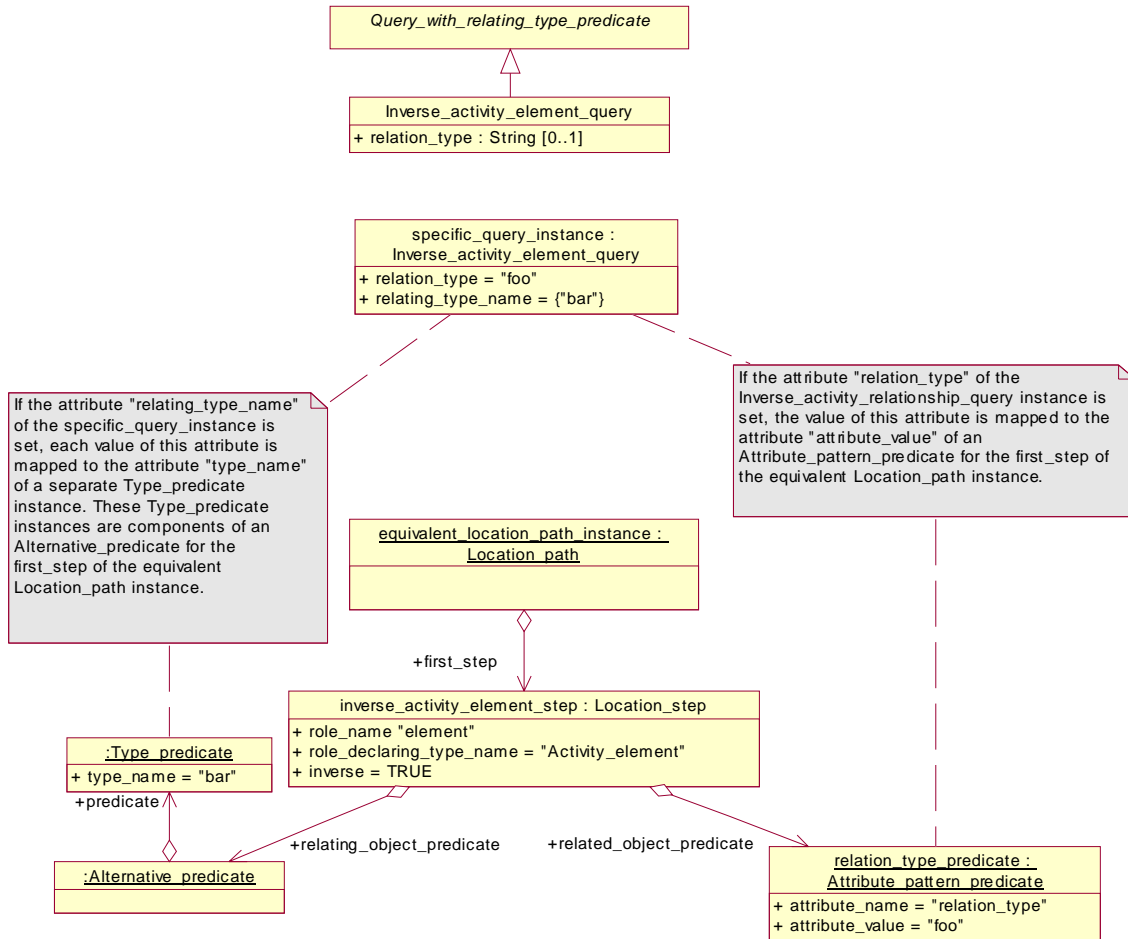 Query_with_relating_type_predicate
Inverse_activity_element_query
+ relation_type : String [0..1]
specific_query_instance :
Inverse_activity_element_query
+ relation_type = "foo"
+ relating_type_name = {"bar"}
If the attribute "relating_type_name"
of the specific_query_instance is
set, each value of this attribute is
mapped to the attribute "type_name"
of a separate Type_predicate
instance. These Type_predicate
instances are components of an
Alternative_predicate for the
first_step of the equivalent
Location_path instance.
If the attribute "relation_type" of the
Inverse_activity_relationship_query instance is
set, the value of this attribute is mapped to the
attribute "attribute_value" of an
Attribute_pattern_predicate for the first_step of
the equivalent Location_path instance.
equivalent_location_path_instance :
Location_path
+first_step
inverse_activity_element_step : Location_step
+ role_name "element"
+ role_declaring_type_name = "Activity_element"
+ inverse = TRUE
:Type_predicate
+ type_name = "bar"
+predicate
+relating_object_predicate
+related_object_predicate
:Alternative_predicate
relation_type_predicate :
Attribute_pattern_predicate
+ attribute_name = "relation_type"
+ attribute_value = "foo"